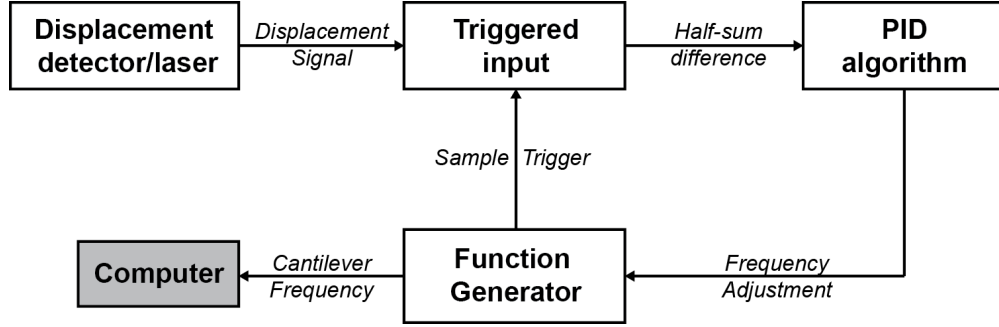 Displacement
detector/laser
Displacement
Signal
Triggered
input
Half-sum
difference
PID
algorithm
Sample Trigger
Computer
Cantilever
Frequency
Function
Generator
Frequency
Adjustment